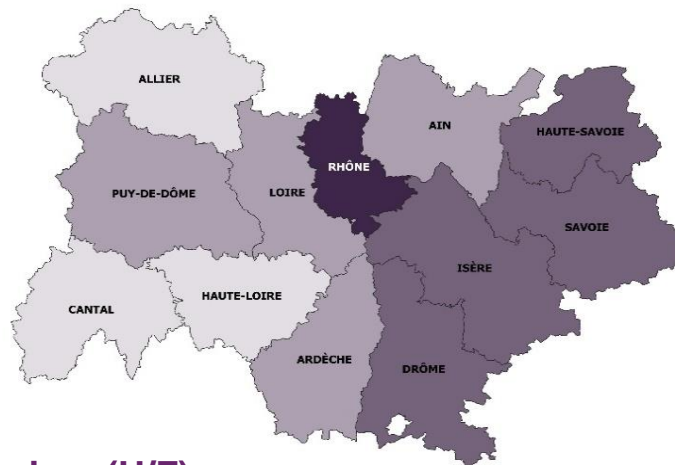 ALLIER
AIN
HAUTE-SAVOIE
RHÔNE
PUY-DE-DÔME
LOIRE
SAVOIE
ISÈRE
HAUTE-LOIRE
CANTAL
ARDÈCHE
DRÔME